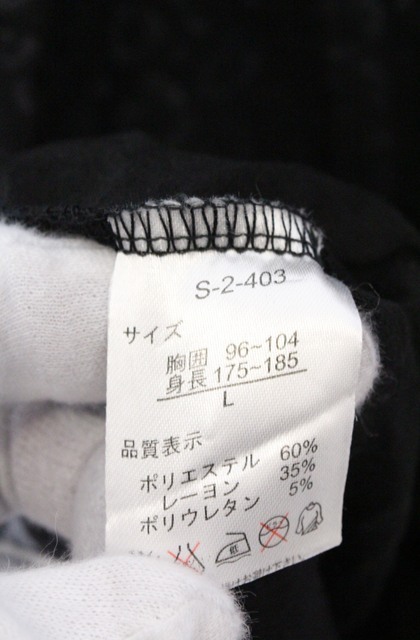 S-2-403
サイズ
胸囲 96~104
身長 175~185
L
品質表示
ポリエステル 60%
レーヨン 35%
ポリウレタン 5%
低